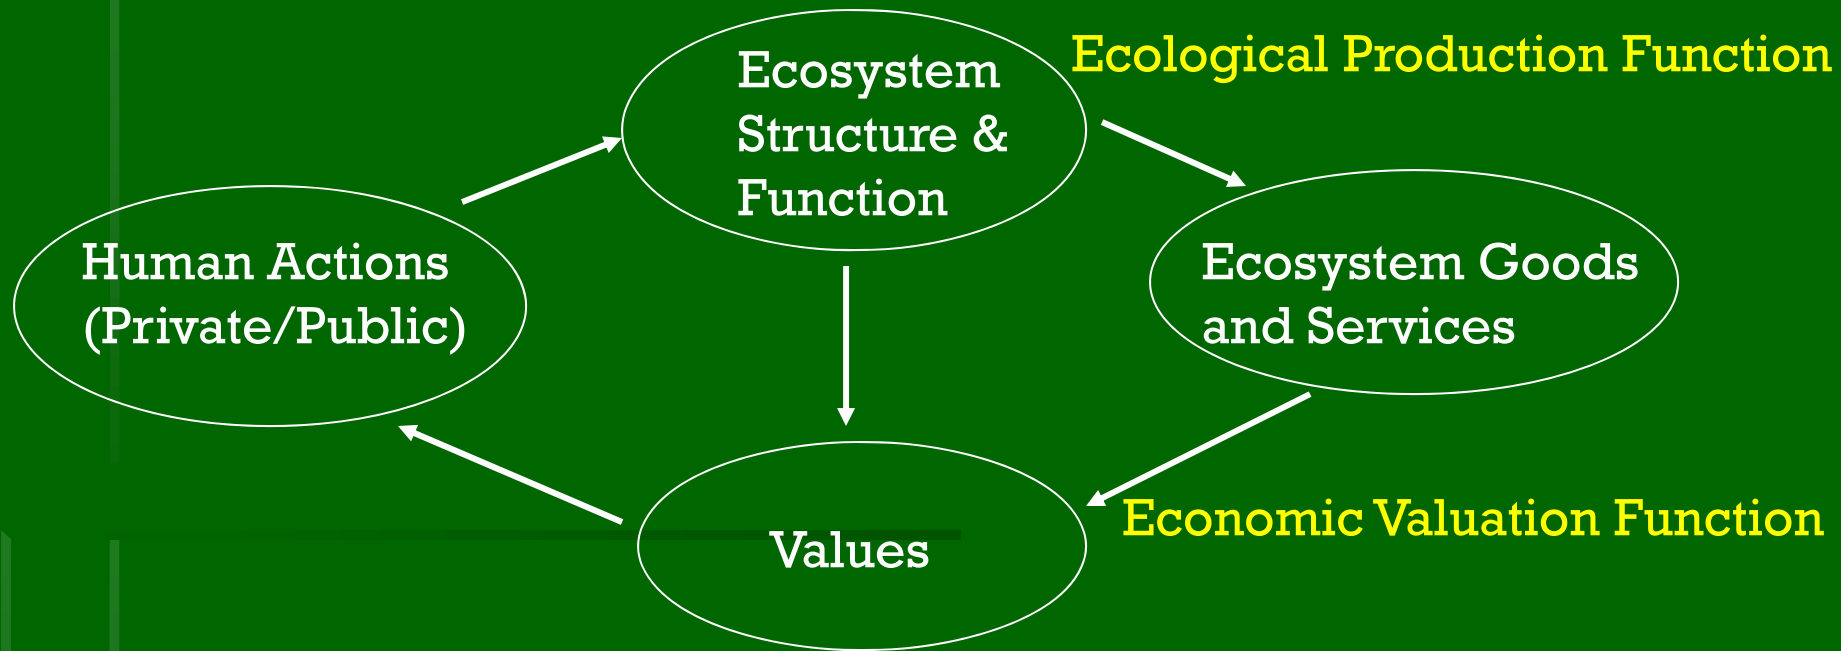 Ecological Production Function
Ecosystem
Structure &
Function
Human Actions
(Private/Public)
Ecosystem Goods
and Services
Economic Valuation Function
Values